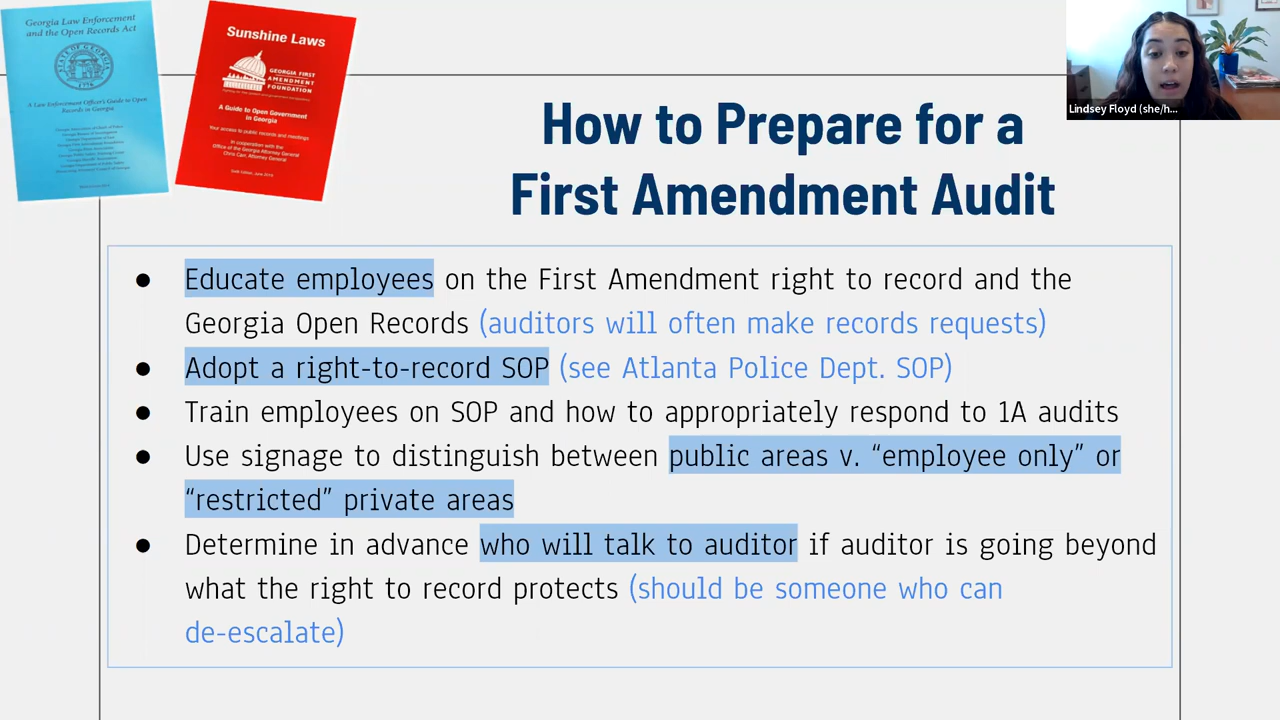 Georgia Law Enforcement
and the Open Records Act
A Law Enforcement Officer's Guide to Open
Records in Georgia
Sunshine Laws
GEORGIA FIRST
AMENDMENT
FOUNDATION
A Guide to Open Government
in Georgia
Your access to public records and meetings
In cooperation with the
Office of the Georgia Attorney General
Chris Carr, Attorney General
Lindsey Floyd (she/h...
How to Prepare for a
First Amendment Audit
● Educate employees on the First Amendment right to record and the
Georgia Open Records (auditors will often make records requests)
● Adopt a right-to-record SOP (see Atlanta Police Dept. SOP)
● Train employees on SOP and how to appropriately respond to 1A audits
● Use signage to distinguish between public areas v. “employee only” or
“restricted” private areas
● Determine in advance who will talk to auditor if auditor is going beyond
what the right to record protects (should be someone who can
de-escalate)